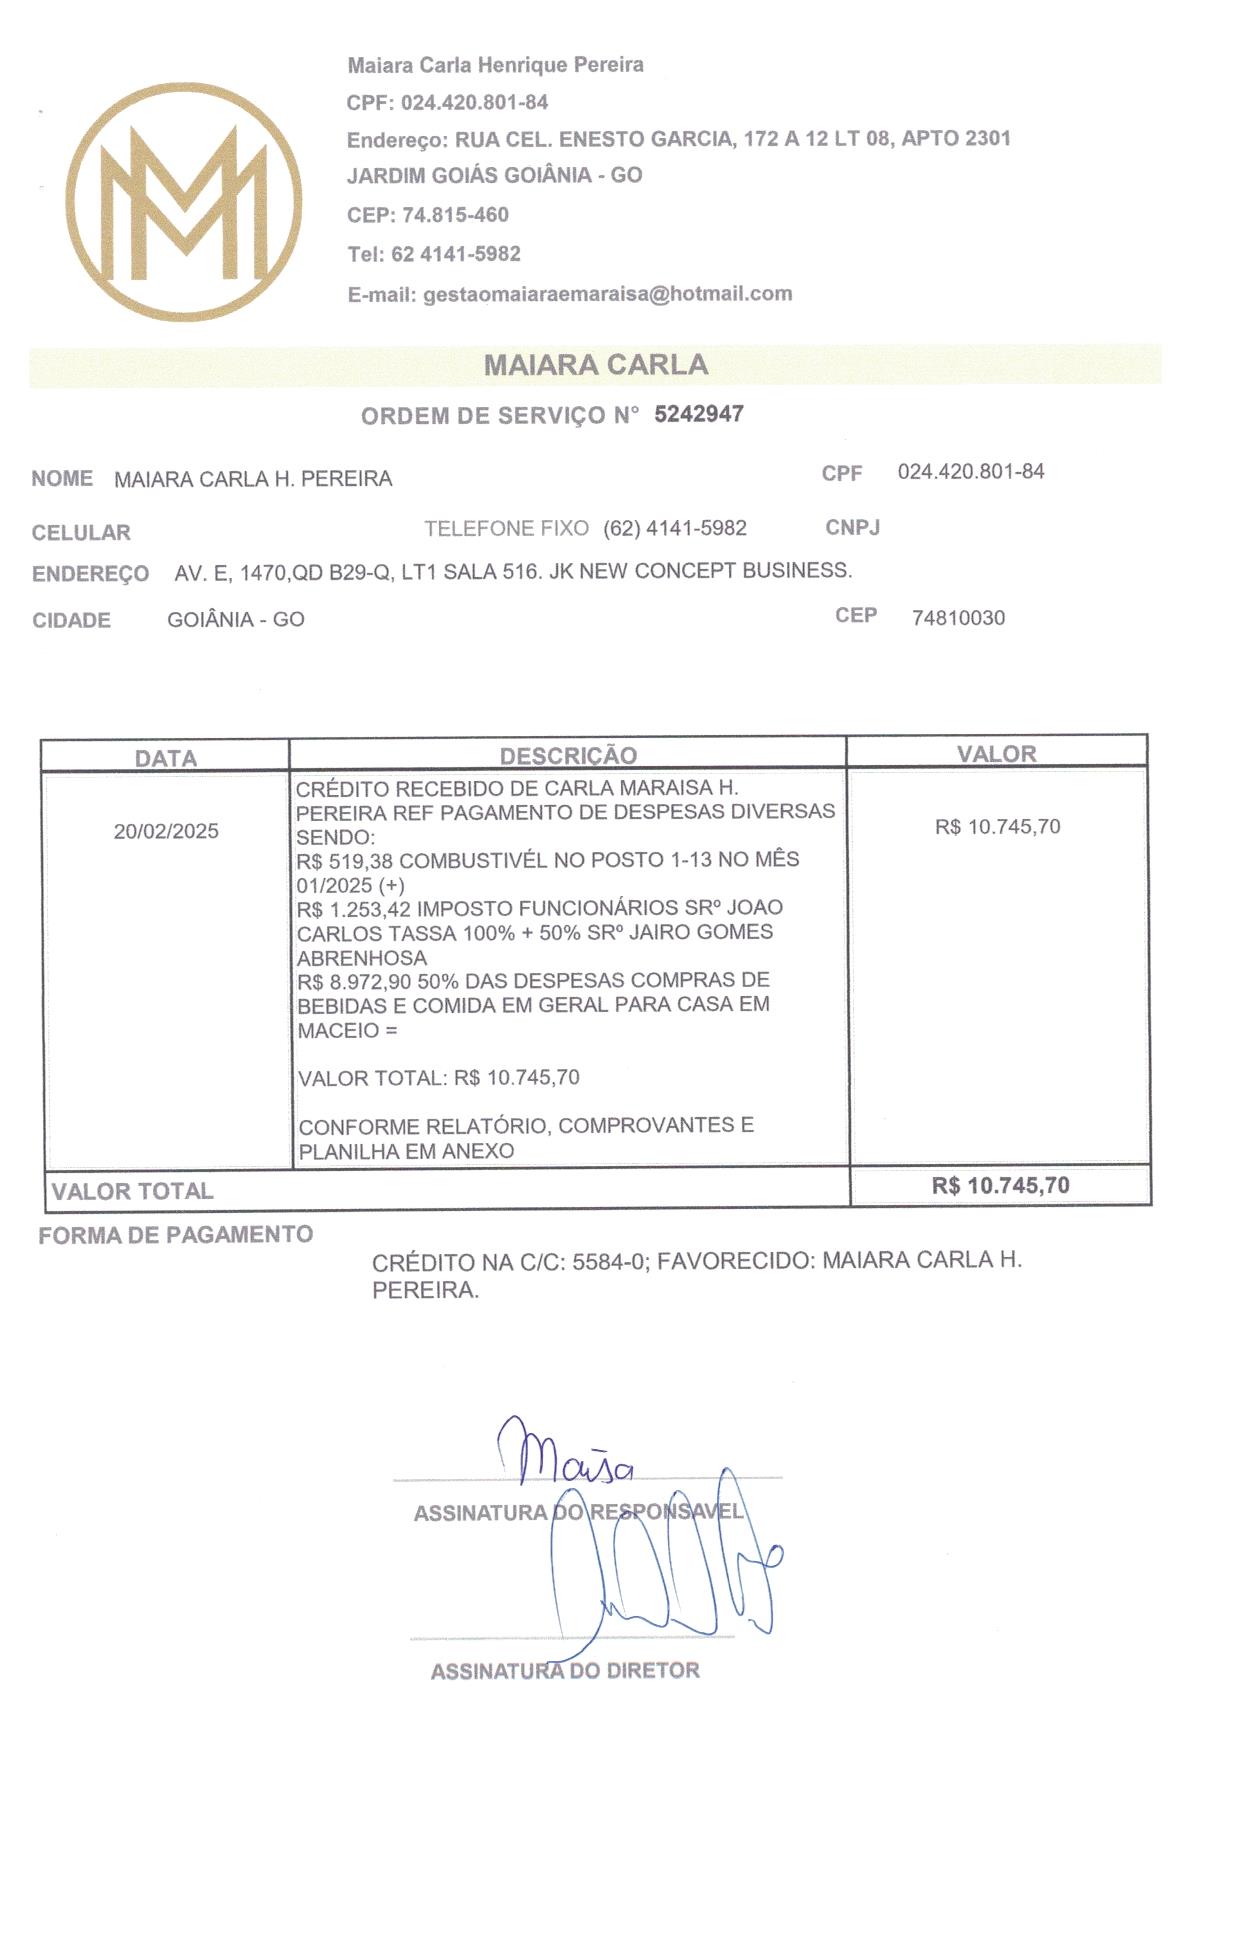 Maiara Carla Henrique Pereira
CPF: 024.420.801-84
Endereço: RUA CEL. ENESTO GARCIA, 172 A 12 LT 08, APTO 2301
JARDIM GOIÁS GOIÂNIA - GO
CEP: 74.815-460
Tel: 62 4141-5982
E-mail: gestaomaiaraemaraisa@hotmail.com
MAIARA CARLA
ORDEM DE SERVIÇO N° 5242947
NOME MAIARA CARLA H. PEREIRA CPF 024.420.801-84
CELULAR TELEFONE FIXO (62) 4141-5982 CNPJ
ENDEREÇO AV. E, 1470,QD B29-Q, LT1 SALA 516. JK NEW CONCEPT BUSINESS.
CIDADE GOIÂNIA - GO CEP 74810030
DATA DESCRIÇÃO VALOR
CRÉDITO RECEBIDO DE CARLA MARAISA H.
PEREIRA REF PAGAMENTO DE DESPESAS DIVERSAS
20/02/2025 SENDO: R$ 10.745,70
R$ 519,38 COMBUSTIVÉL NO POSTO 1-13 NO MÊS
01/2025 (+)
R$ 1.253,42 IMPOSTO FUNCIONÁRIOS SRº JOAO
CARLOS TASSA 100% + 50% SRº JAIRO GOMES
ABRENHOSA
R$ 8.972,90 50% DAS DESPESAS COMPRAS DE
BEBIDAS E COMIDA EM GERAL PARA CASA EM
MACEIO =
VALOR TOTAL: R$ 10.745,70
CONFORME RELATÓRIO, COMPROVANTES E
PLANILHA EM ANEXO
VALOR TOTAL R$ 10.745,70
FORMA DE PAGAMENTO
CRÉDITO NA C/C: 5584-0; FAVORECIDO: MAIARA CARLA H.
PEREIRA.
ASSINATURA DO RESPONSAVEL
ASSINATURA DO DIRETOR